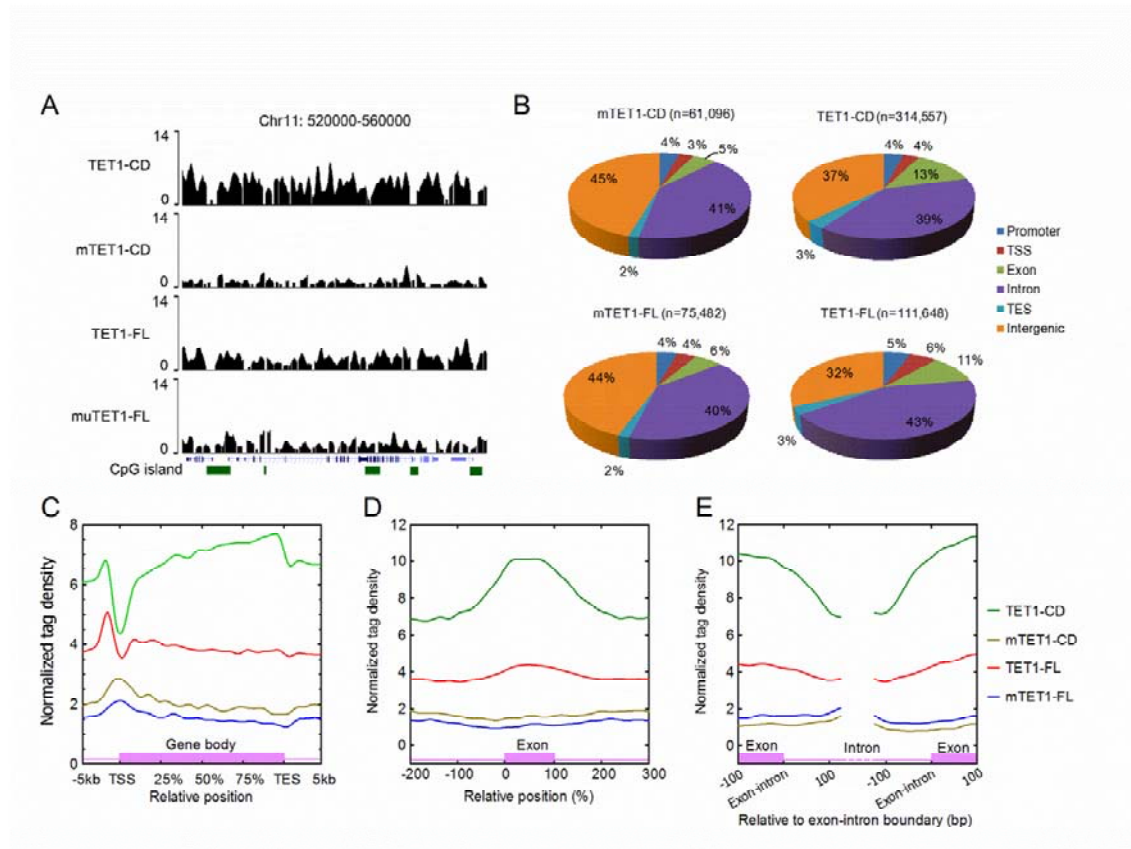 A
Chr11: 520000-560000
14
TET1-CD
0
14
mTET1-CD
0
14
TET1-FL
0
14
muTET1-FL
0
CpG island
B
mTET1-CD (n=61,096)
4% 3% 5%
45%
41%
2%
TET1-CD (n=314,557)
4% 4%
13%
37%
39%
3%
mTET1-FL (n=75,482)
4% 4% 6%
44%
40%
2%
TET1-FL (n=111,648)
5% 6% 11%
32%
43%
3%
Promoter
TSS
Exon
Intron
TES
Intergenic
C
Normalized tag density
8
6
4
2
0
Gene body
-5kb TSS 25% 50% 75% TES 5kb
Relative position
D
Normalized tag density
12
10
8
6
4
2
0
Exon
-200 -100 0 100 200 300
Relative position (%)
E
Normalized tag density
12
10
8
6
4
2
0
Exon Intron Exon
-100 Exon-intron 100 -100 Exon-intron 100
Relative to exon-intron boundary (bp)
TET1-CD
mTET1-CD
TET1-FL
mTET1-FL